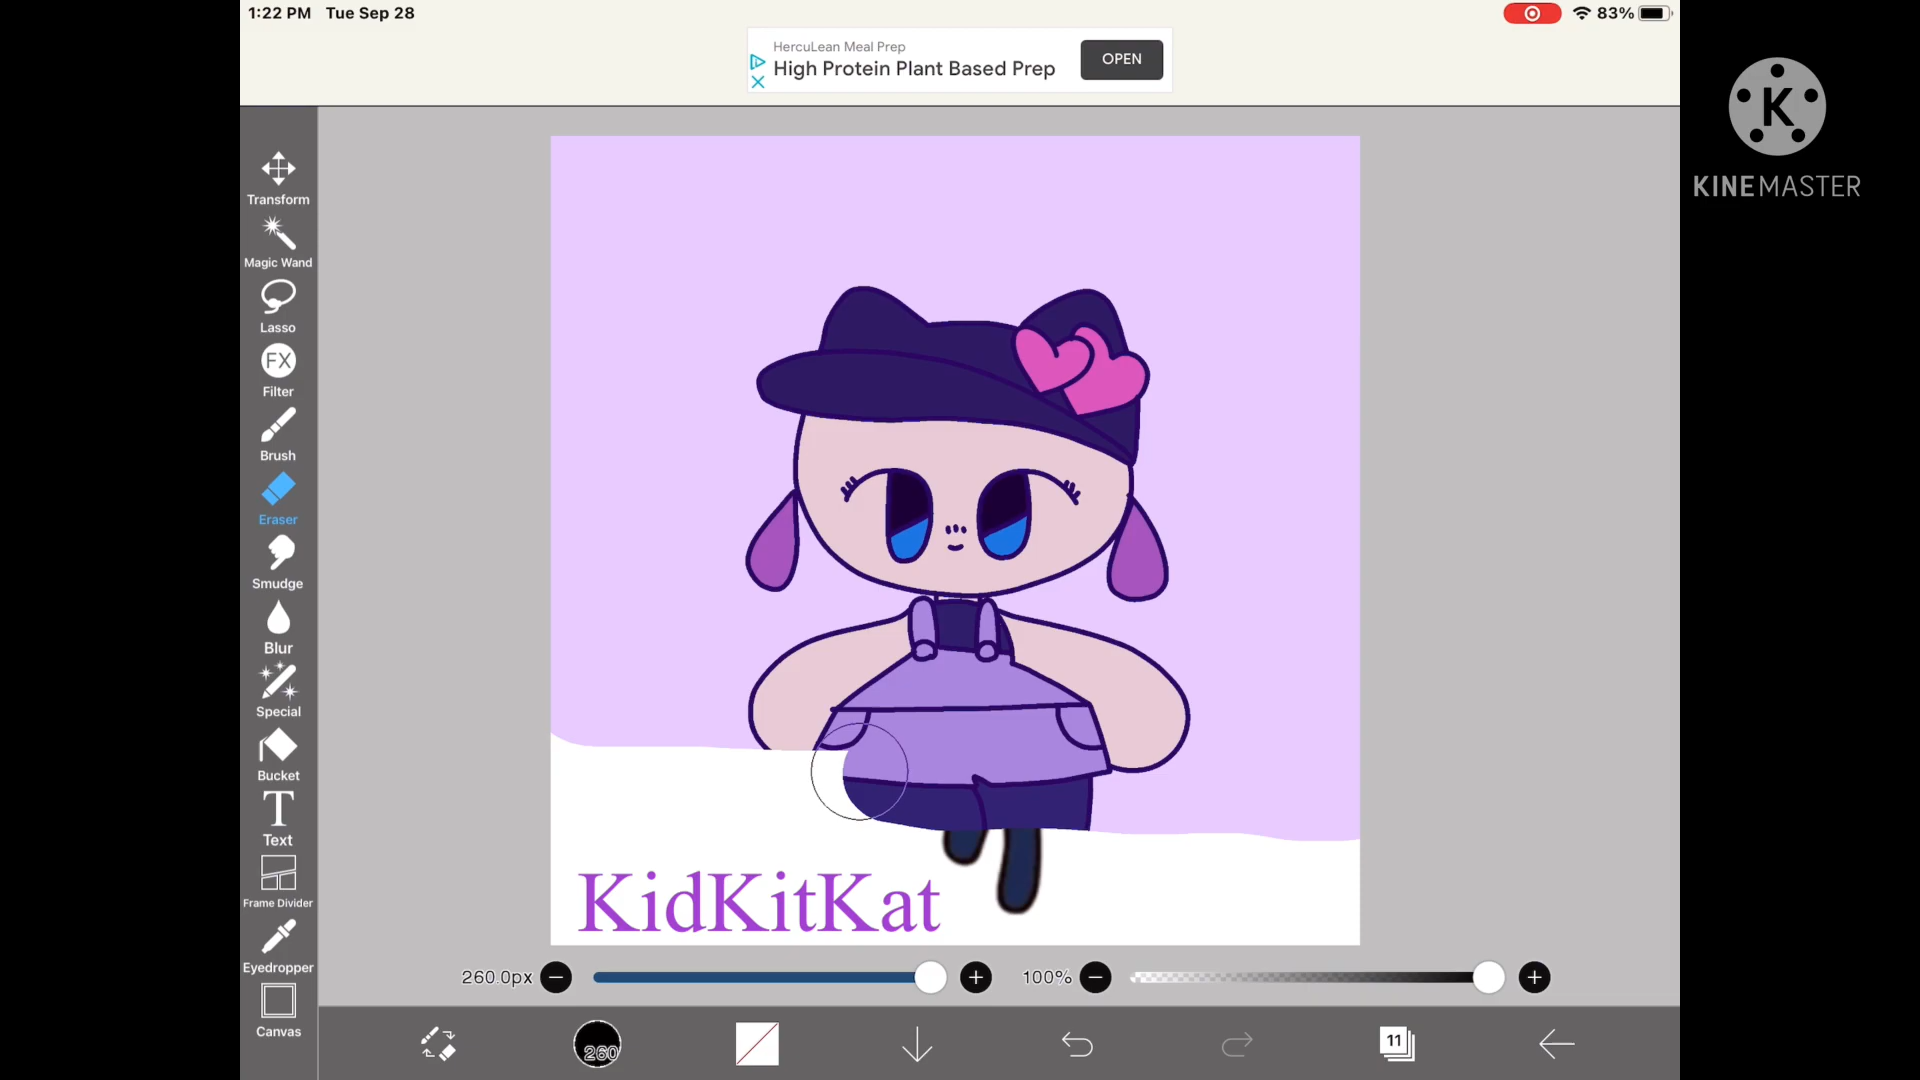 1:22 PM Tue Sep 28
83%
HercuLean Meal Prep
High Protein Plant Based Prep
OPEN
K
KINEMASTER
Transform
Magic Wand
Lasso
FX
Filter
Brush
Eraser
Smudge
Blur
Special
Bucket
T
Text
Frame Divider
Eyedropper
Canvas
KidKitKat
260.0px
100%
260
11